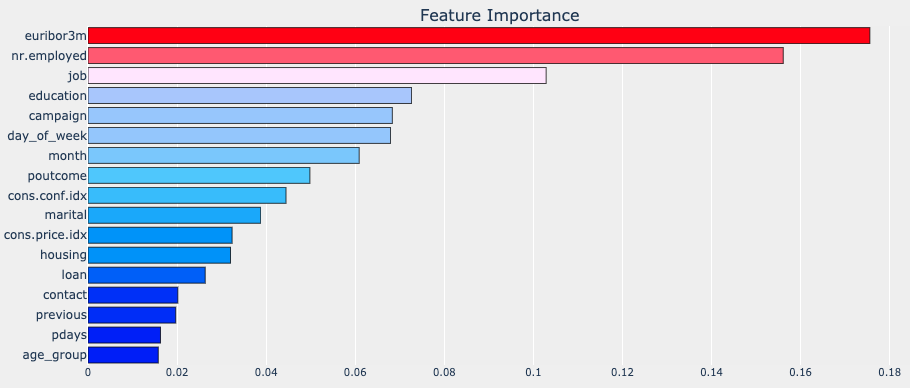 Feature Importance
euribor3m
nr.employed
job
education
campaign
day_of_week
month
poutcome
cons.conf.idx
marital
cons.price.idx
housing
loan
contact
previous
pdays
age_group
0 0.02 0.04 0.06 0.08 0.1 0.12 0.14 0.16 0.18